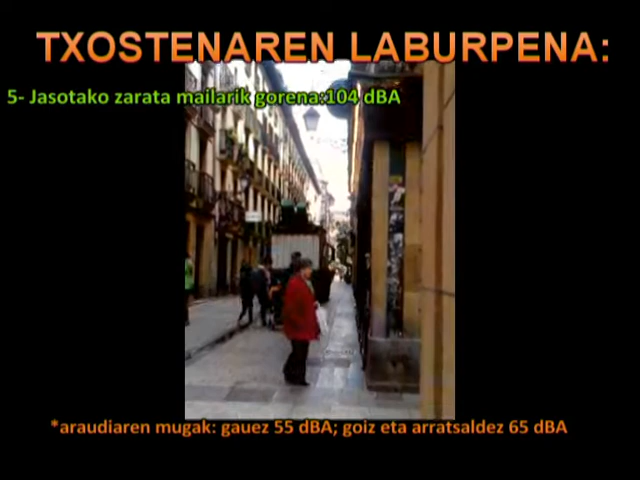 TXOSTENAREN LABURPENA:
5- Jasotako zarata mailarik gorena:104 dBA
*araudiaren mugak: gauez 55 dBA; goiz eta arratsaldez 65 dBA